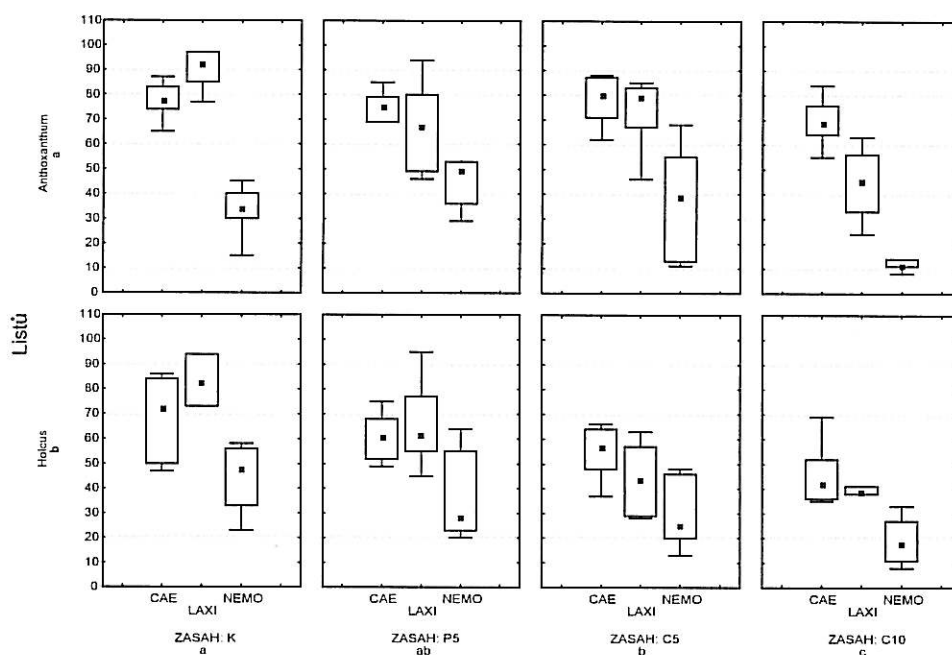 110
100
90
80
70
60
50
40
30
20
10
0
Anthoxanthum
a
Listů
110
100
90
80
70
60
50
40
30
20
10
0
Holcus
b
CAE NEMO CAE NEMO CAE NEMO CAE NEMO
LAXI LAXI LAXI LAXI
ZASAH: K ZASAH: P5 ZASAH: C5 ZASAH: C10
a ab b c